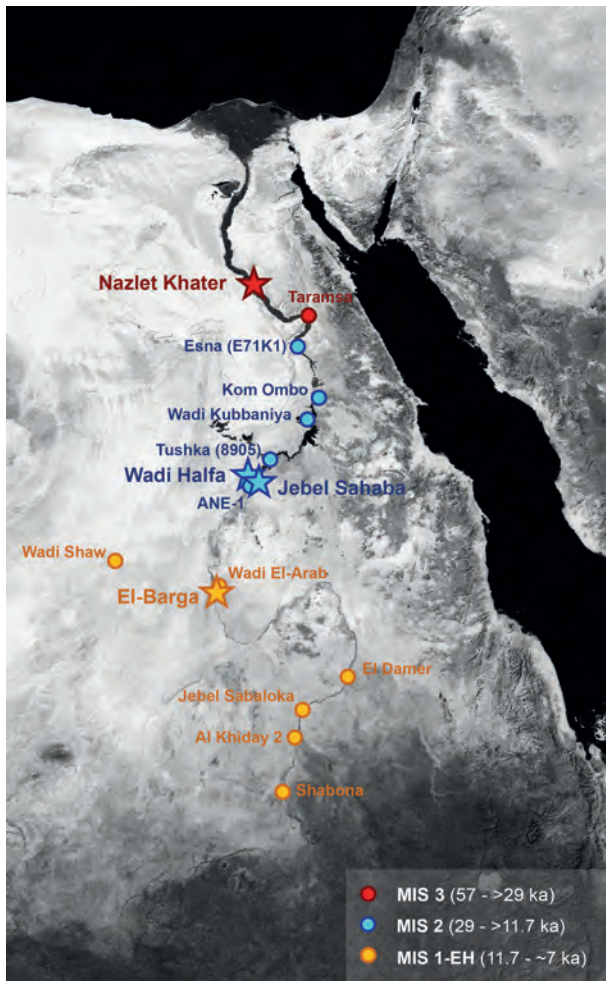 Nazlet Khater
Taramsa
Esna (E71K1)
Kom Ombo
Wadi Kubbaniya
Tushka (8905)
Wadi Halfa
Jebel Sahaba
ANE-1
Wadi Shaw
Wadi El-Arab
El-Barga
El Damer
Jebel Sabaloka
Al Khiday 2
Shabona
MIS 3 (57 - >29 ka)
MIS 2 (29 - >11.7 ka)
MIS 1-EH (11.7 - ~7 ka)